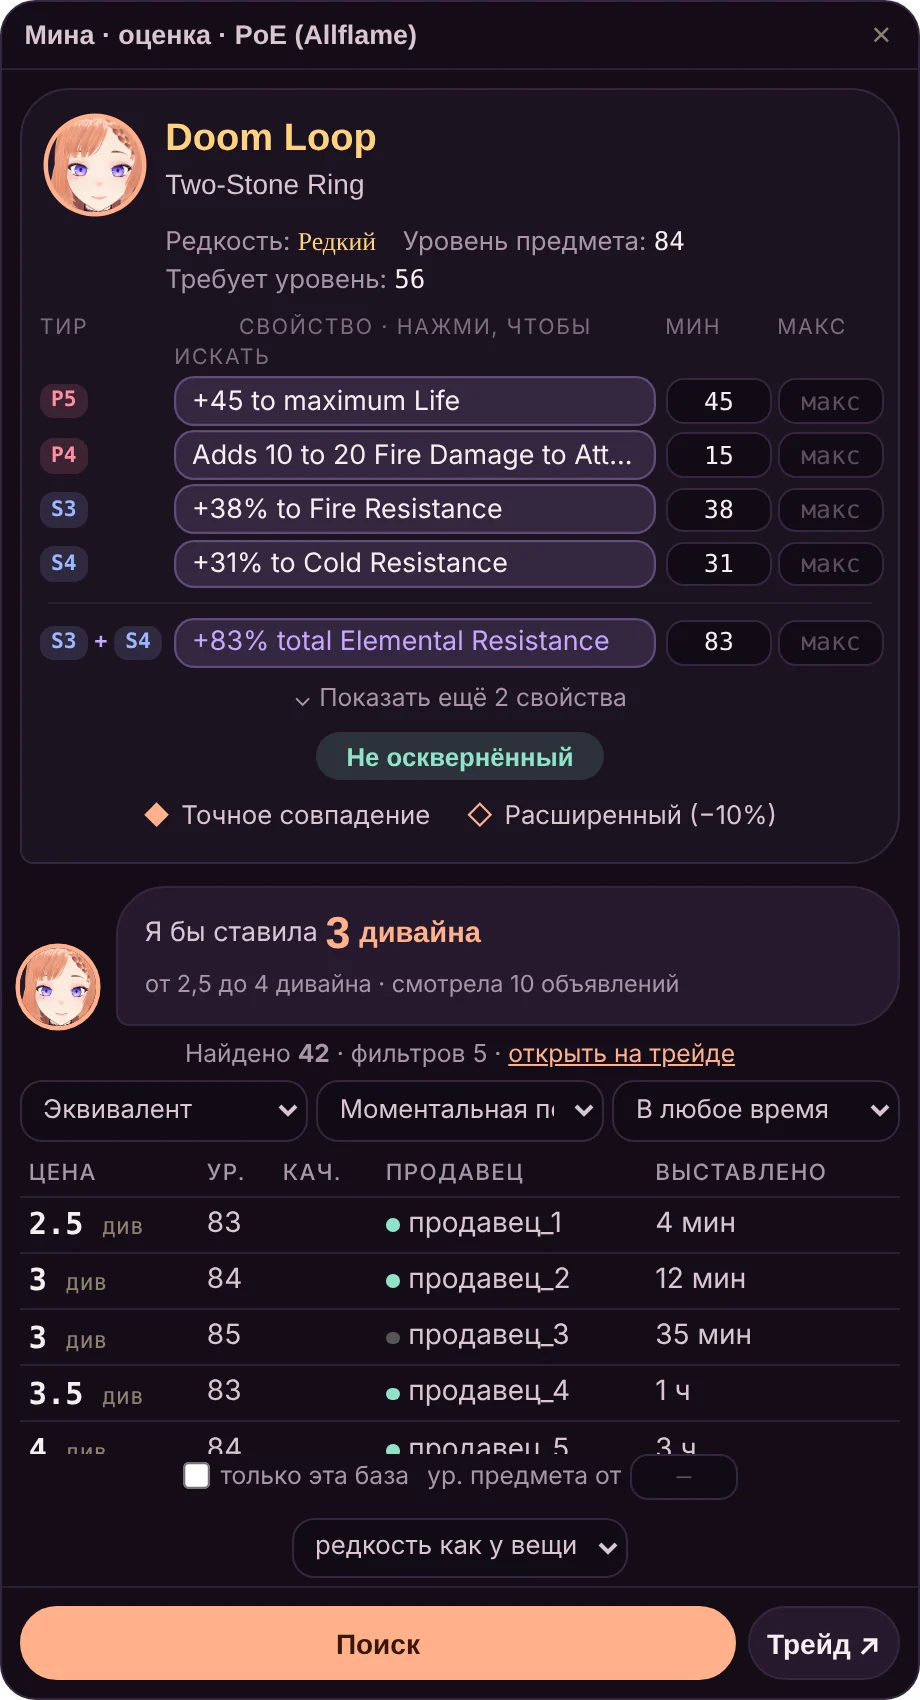 Мина · оценка · PoE (Allflame)
×
Doom Loop
Two-Stone Ring
Редкость: Редкий Уровень предмета: 84
Требует уровень: 56
ТИР СВОЙСТВО · НАЖМИ, ЧТОБЫ ИСКАТЬ МИН МАКС
P5 +45 to maximum Life 45 макс
P4 Adds 10 to 20 Fire Damage to Att... 15 макс
S3 +38% to Fire Resistance 38 макс
S4 +31% to Cold Resistance 31 макс
S3 + S4 +83% total Elemental Resistance 83 макс
Показать ещё 2 свойства
Не осквернённый
Точное совпадение Расширенный (−10%)
Я бы ставила 3 дивайна
от 2,5 до 4 дивайна · смотрела 10 объявлений
Найдено 42 · фильтров 5 · открыть на трейде
Эквивалент Моментальная п В любое время
ЦЕНА УР. КАЧ. ПРОДАВЕЦ ВЫСТАВЛЕНО
2.5 див 83 продавец_1 4 мин
3 див 84 продавец_2 12 мин
3 див 85 продавец_3 35 мин
3.5 див 83 продавец_4 1 ч
4 див 84 продавец_5 3 ч
только эта база ур. предмета от –
редкость как у вещи
Поиск Трейд ↗